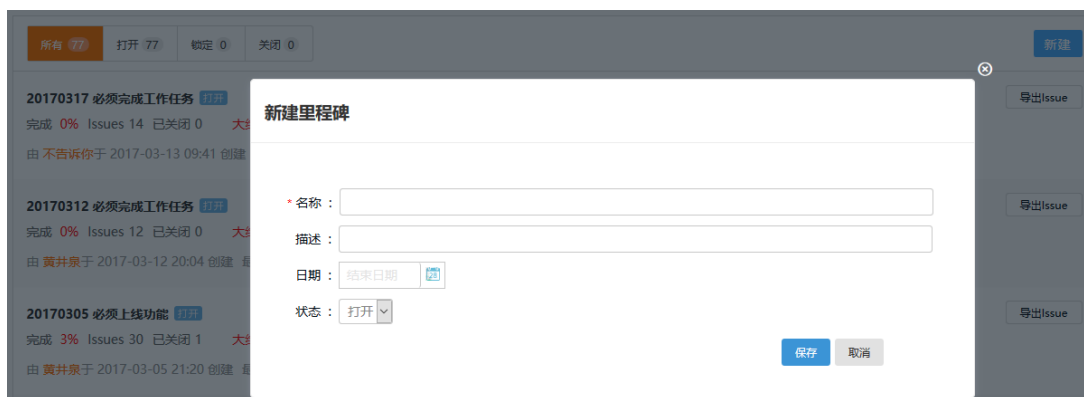 所有 77 打开 77 锁定 0 关闭 0 新建
20170317 必须完成工作任务 打开 导出Issue
完成 0% Issues 14 已关闭 0
由 不告诉你于 2017-03-13 09:41 创建
20170312 必须完成工作任务 打开 导出Issue
完成 0% Issues 12 已关闭 0
由 黄井泉于 2017-03-12 20:04 创建
20170305 必须上线功能 打开 导出Issue
完成 3% Issues 30 已关闭 1
由 黄井泉于 2017-03-05 21:20 创建
新建里程碑
* 名称 :
描述 :
日期 : 结束日期
状态 : 打开
保存 取消